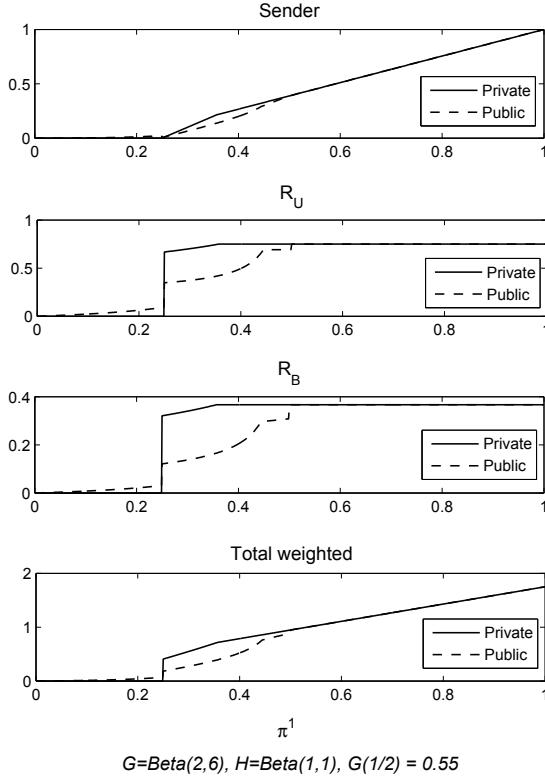 Sender
1
0.5
0
0 0.2 0.4 0.6 0.8 1
Private
Public
R_U
1
0.5
0
0 0.2 0.4 0.6 0.8 1
Private
Public
R_B
0.4
0.2
0
0 0.2 0.4 0.6 0.8 1
Private
Public
Total weighted
2
1
0
0 0.2 0.4 0.6 0.8 1
Private
Public
π¹
G=Beta(2,6), H=Beta(1,1), G(1/2) = 0.55